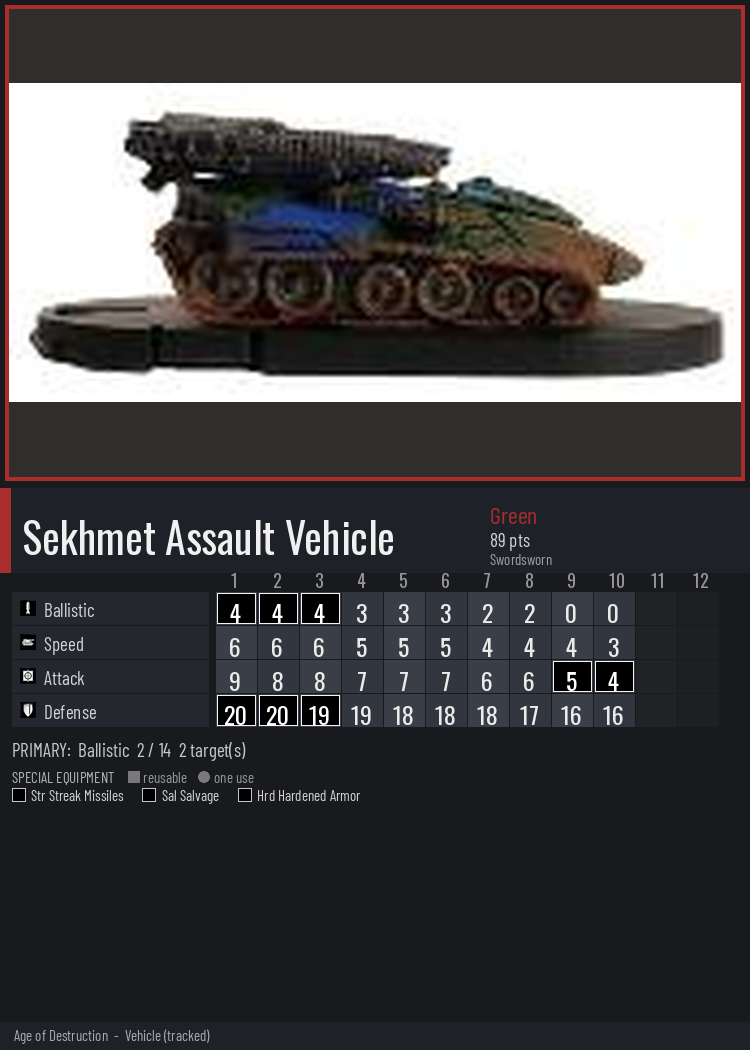 Sekhmet Assault Vehicle
Green
89 pts
Swordsworn
1 2 3 4 5 6 7 8 9 10 11 12
Ballistic 4 4 4 3 3 3 2 2 0 0
Speed 6 6 6 5 5 5 4 4 4 3
Attack 9 8 8 7 7 7 6 6 5 4
Defense 20 20 19 19 18 18 18 17 16 16
PRIMARY: Ballistic 2 / 14 2 target(s)
SPECIAL EQUIPMENT reusable one use
Str Streak Missiles Sal Salvage Hrd Hardened Armor
Age of Destruction - Vehicle (tracked)